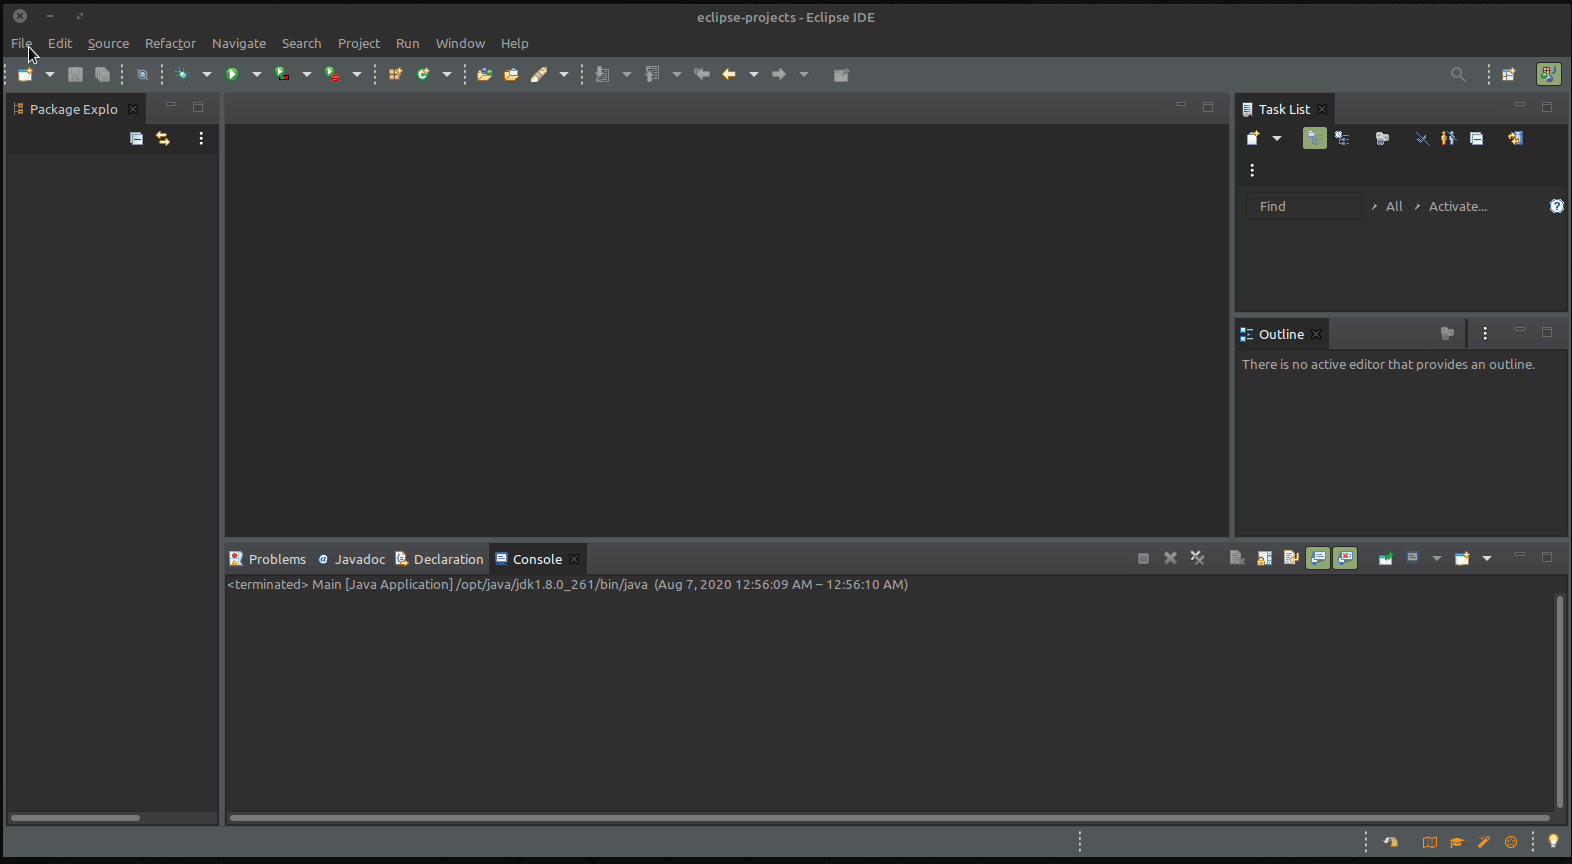 eclipse-projects - Eclipse IDE
File Edit Source Refactor Navigate Search Project Run Window Help
Package Explo
Task List
Find All Activate...
Outline
There is no active editor that provides an outline.
Problems @ Javadoc Declaration Console
<terminated> Main [Java Application] /opt/java/jdk1.8.0_261/bin/java (Aug 7, 2020 12:56:09 AM – 12:56:10 AM)